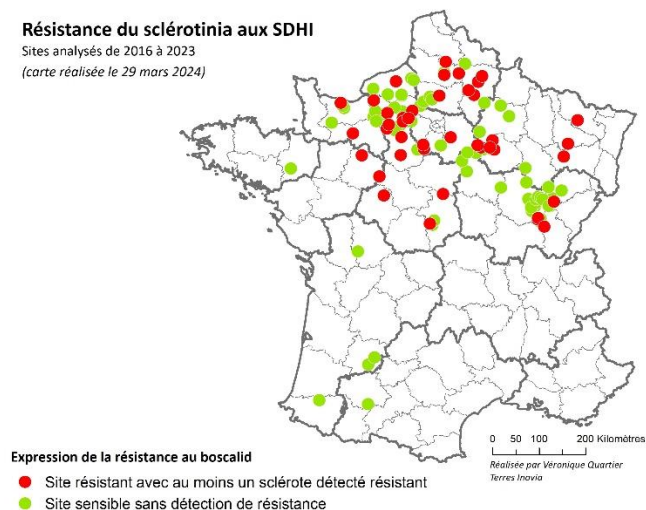 Résistance du sclérotinia aux SDHI
Sites analysés de 2016 à 2023
(carte réalisée le 29 mars 2024)
0 50 100 200 Kilomètres
Réalisée par Véronique Quartier
Terres Inovia
Expression de la résistance au boscalid
Site résistant avec au moins un sclérote détecté résistant
Site sensible sans détection de résistance